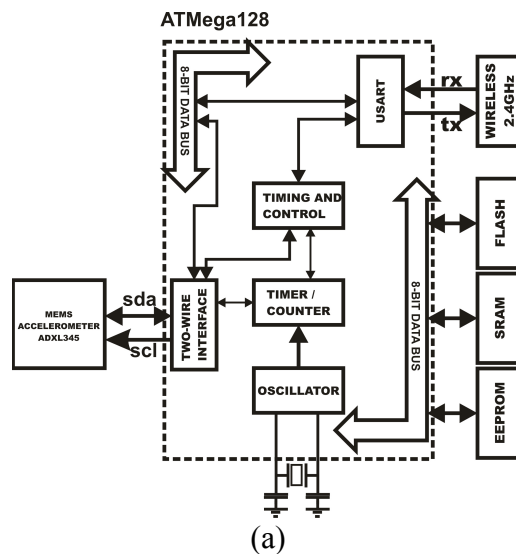 ATMega128
8-BIT DATA BUS
USART
rx
tx
WIRELESS
2.4GHz
TIMING AND
CONTROL
FLASH
MEMS
ACCELEROMETER
ADXL345
sda
scl
TWO-WIRE
INTERFACE
TIMER /
COUNTER
8-BIT DATA BUS
SRAM
OSCILLATOR
EEPROM
(a)